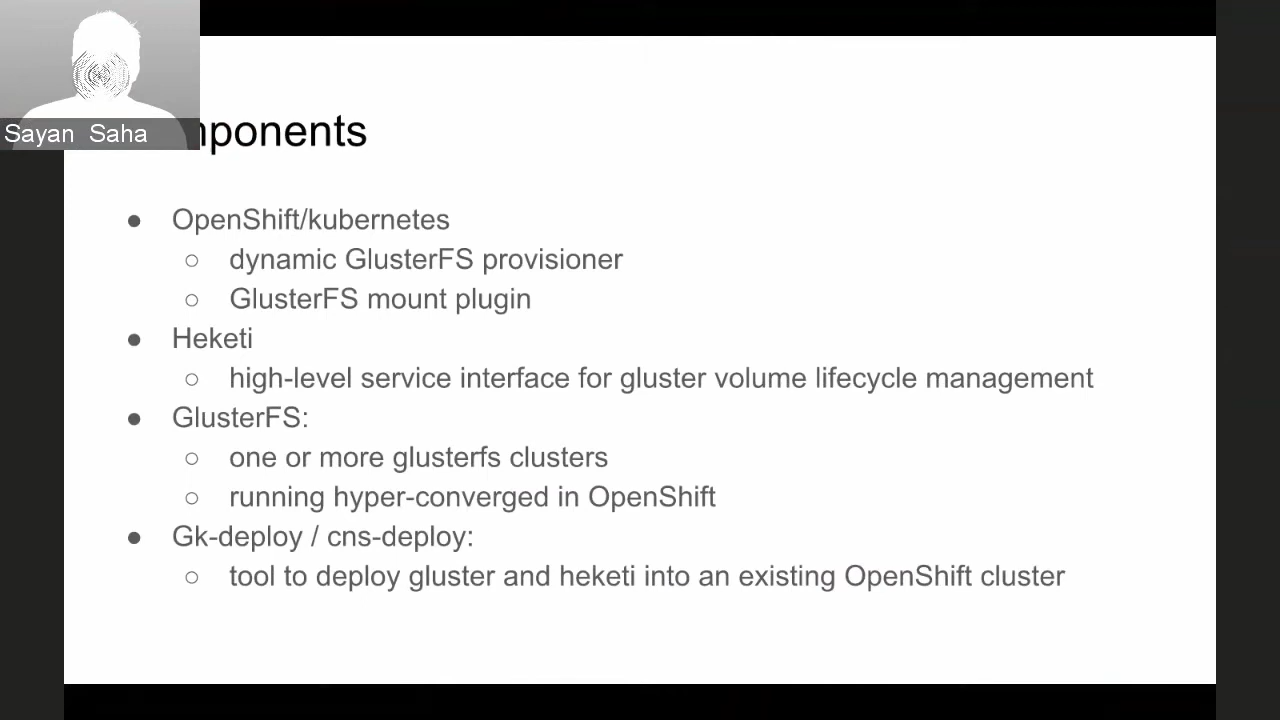 Sayan Saha
mponents
● OpenShift/kubernetes
○ dynamic GlusterFS provisioner
○ GlusterFS mount plugin
● Heketi
○ high-level service interface for gluster volume lifecycle management
● GlusterFS:
○ one or more glusterfs clusters
○ running hyper-converged in OpenShift
● Gk-deploy / cns-deploy:
○ tool to deploy gluster and heketi into an existing OpenShift cluster